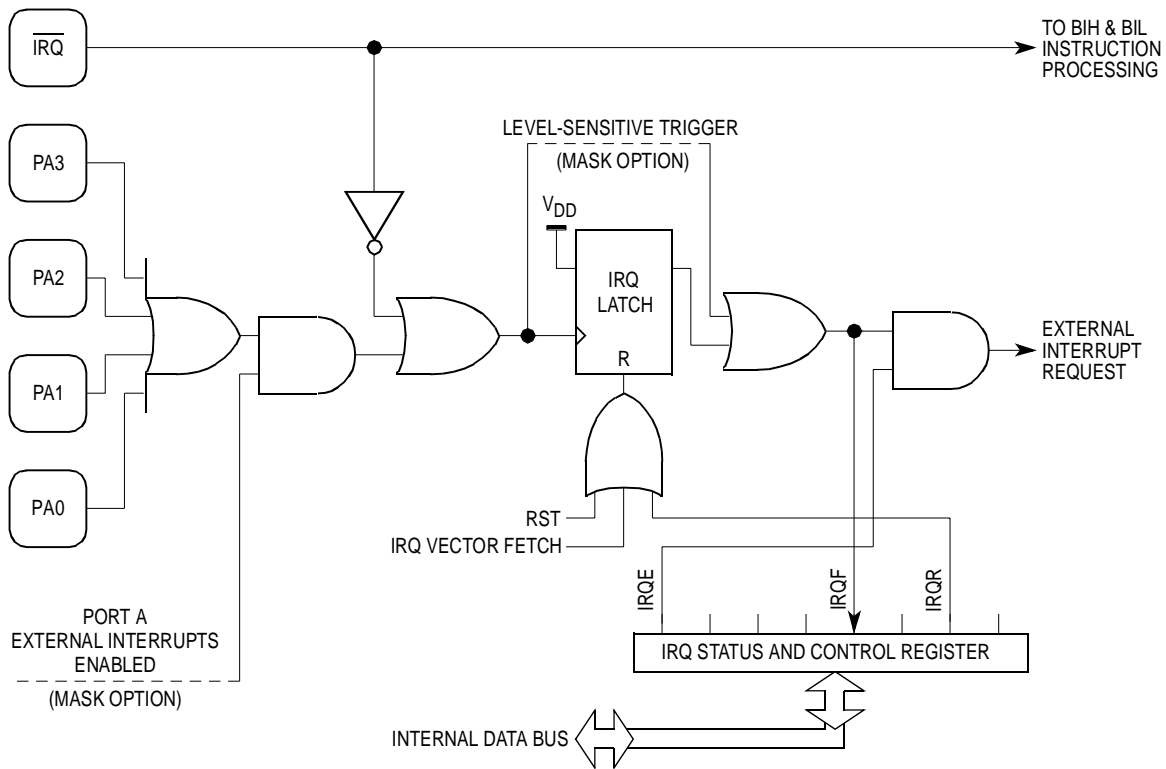 IRQ
TO BIH & BIL
INSTRUCTION
PROCESSING
PA3
LEVEL-SENSITIVE TRIGGER
(MASK OPTION)
VDD
PA2
IRQ
LATCH
R
EXTERNAL
INTERRUPT
REQUEST
PA1
PA0
RST
IRQ VECTOR FETCH
IRQE
IRQF
IRQR
PORT A
EXTERNAL INTERRUPTS
ENABLED
(MASK OPTION)
IRQ STATUS AND CONTROL REGISTER
INTERNAL DATA BUS